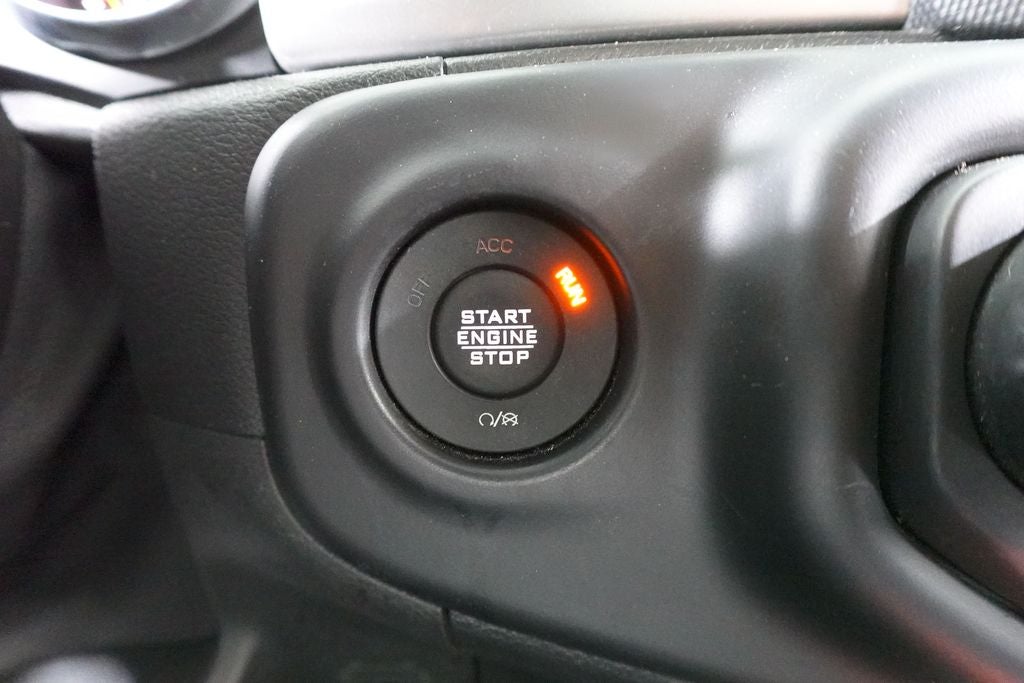 ACC
OFF
RUN
START
ENGINE
STOP